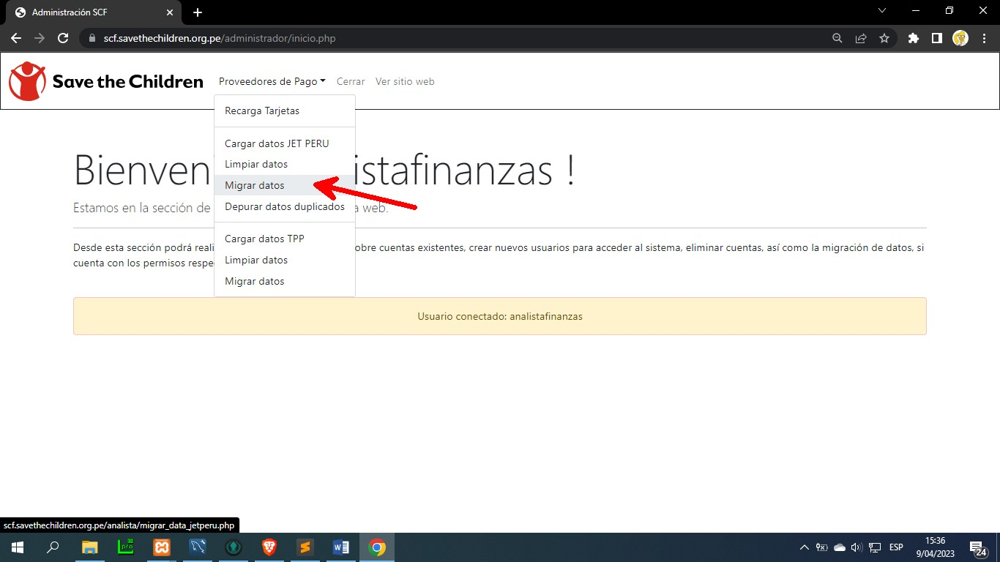 Administración SCF
scf.savethechildren.org.pe/administrador/inicio.php
Save the Children
Proveedores de Pago
Cerrar
Ver sitio web
Recarga Tarjetas
Cargar datos JET PERU
Limpiar datos
Migrar datos
Depurar datos duplicados
Cargar datos TPP
Limpiar datos
Migrar datos
Bienven istafinanzas !
Estamos en la sección de a web.
Desde esta sección podrá reali obre cuentas existentes, crear nuevos usuarios para acceder al sistema, eliminar cuentas, así como la migración de datos, si
cuenta con los permisos respe
Usuario conectado: analistafinanzas
scf.savethechildren.org.pe/analista/migrar_data_jetperu.php
ESP
15:36
9/04/2023
24